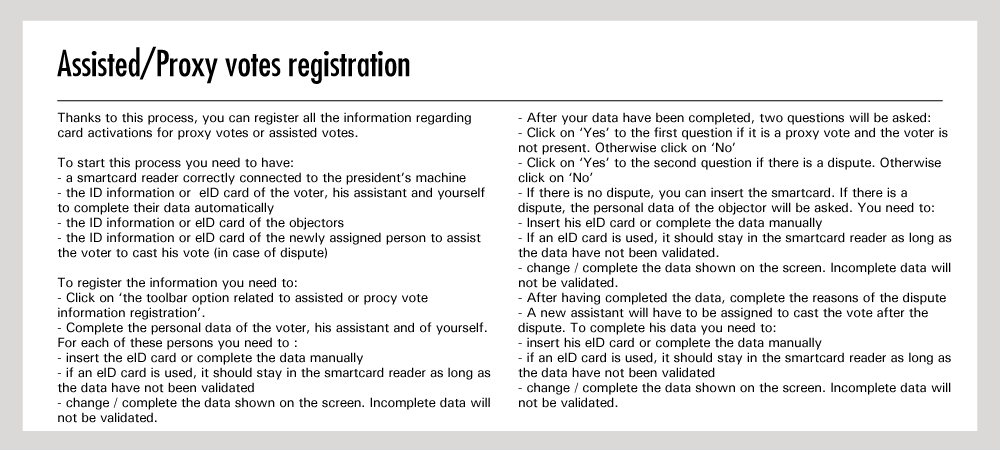 Assisted/Proxy votes registration
Thanks to this process, you can register all the information regarding
card activations for proxy votes or assisted votes.
To start this process you need to have:
- a smartcard reader correctly connected to the president's machine
- the ID information or  eID card of the voter, his assistant and yourself
to complete their data automatically
- the ID information or eID card of the objectors
- the ID information or eID card of the newly assigned person to assist
the voter to cast his vote (in case of dispute)
To register the information you need to:
- Click on ‘the toolbar option related to assisted or procy vote
information registration’.
- Complete the personal data of the voter, his assistant and of yourself.
For each of these persons you need to :
- insert the eID card or complete the data manually
- if an eID card is used, it should stay in the smartcard reader as long as
the data have not been validated
- change / complete the data shown on the screen. Incomplete data will
not be validated.
- After your data have been completed, two questions will be asked:
- Click on ‘Yes’ to the first question if it is a proxy vote and the voter is
not present. Otherwise click on ‘No’
- Click on ‘Yes’ to the second question if there is a dispute. Otherwise
click on ‘No’
- If there is no dispute, you can insert the smartcard. If there is a
dispute, the personal data of the objector will be asked. You need to:
- Insert his eID card or complete the data manually
- If an eID card is used, it should stay in the smartcard reader as long as
the data have not been validated.
- change / complete the data shown on the screen. Incomplete data will
not be validated.
- After having completed the data, complete the reasons of the dispute
- A new assistant will have to be assigned to cast the vote after the
dispute. To complete his data you need to:
- insert his eID card or complete the data manually
- if an eID card is used, it should stay in the smartcard reader as long as
the data have not been validated
- change / complete the data shown on the screen. Incomplete data will
not be validated.